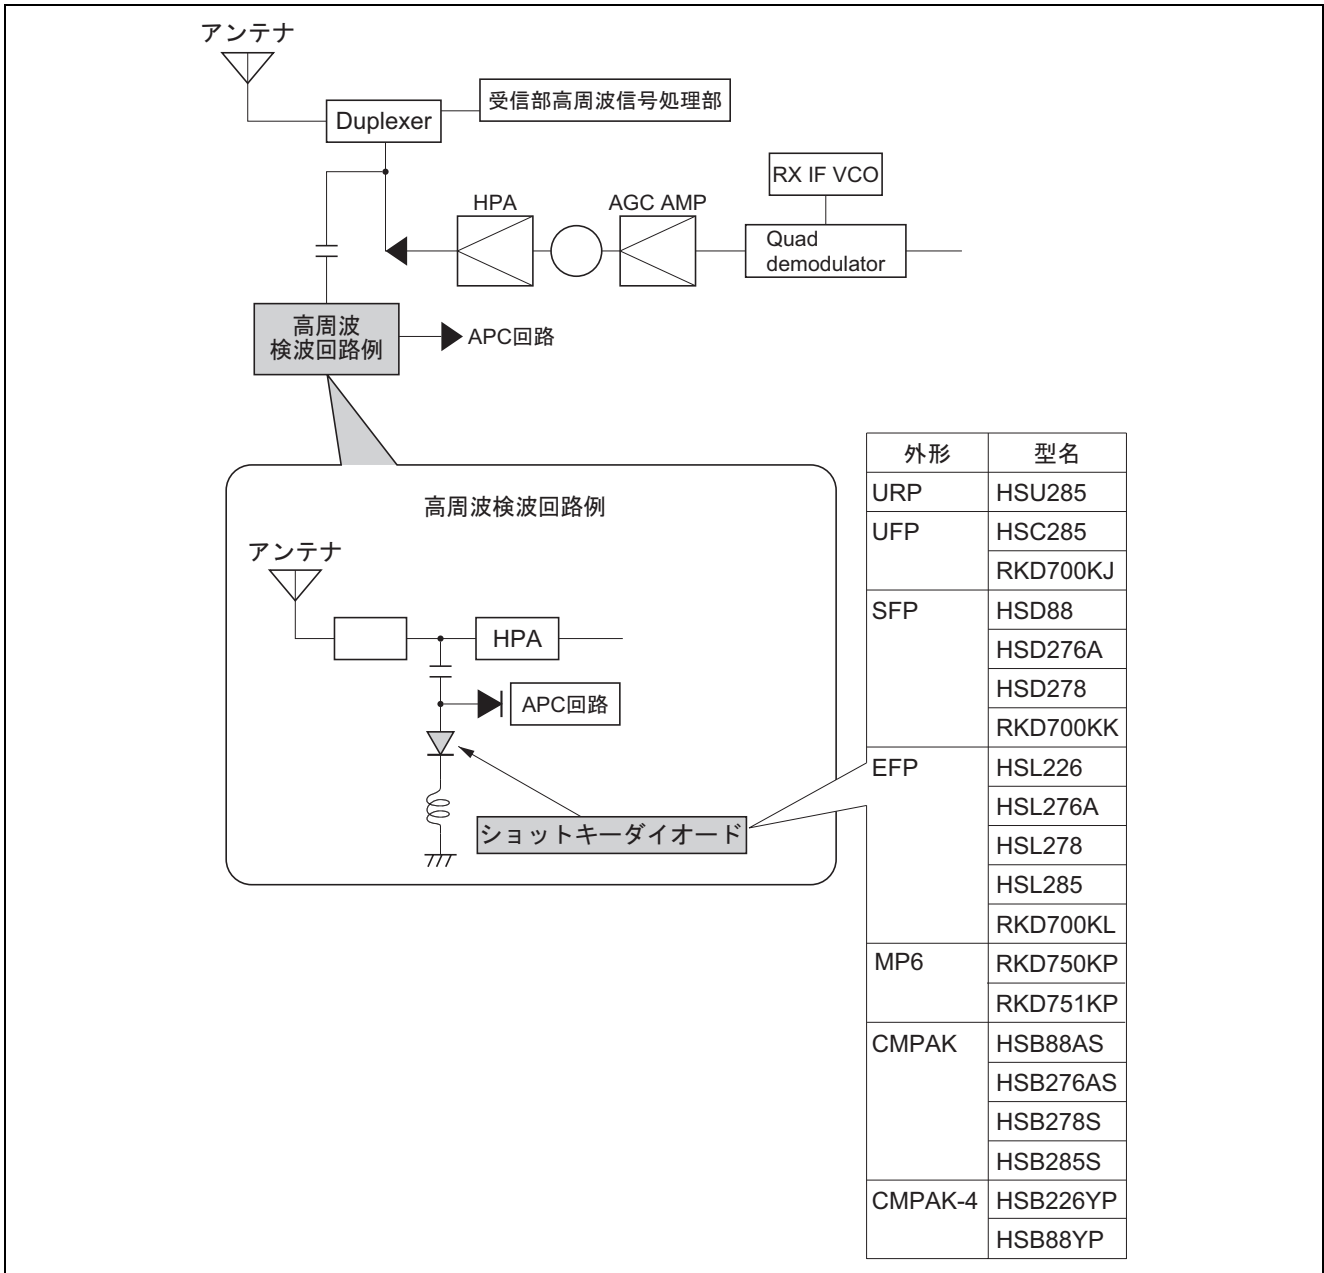 アンテナ
Duplexer
受信部高周波信号処理部
RX IF VCO
HPA
AGC AMP
Quad
demodulator
高周波
検波回路例
APC回路
高周波検波回路例
アンテナ
HPA
APC回路
ショットキーダイオード
外形 型名
URP HSU285
UFP HSC285
RKD700KJ
SFP HSD88
HSD276A
HSD278
RKD700KK
EFP HSL226
HSL276A
HSL278
HSL285
RKD700KL
MP6 RKD750KP
RKD751KP
CMPAK HSB88AS
HSB276AS
HSB278S
HSB285S
CMPAK-4 HSB226YP
HSB88YP